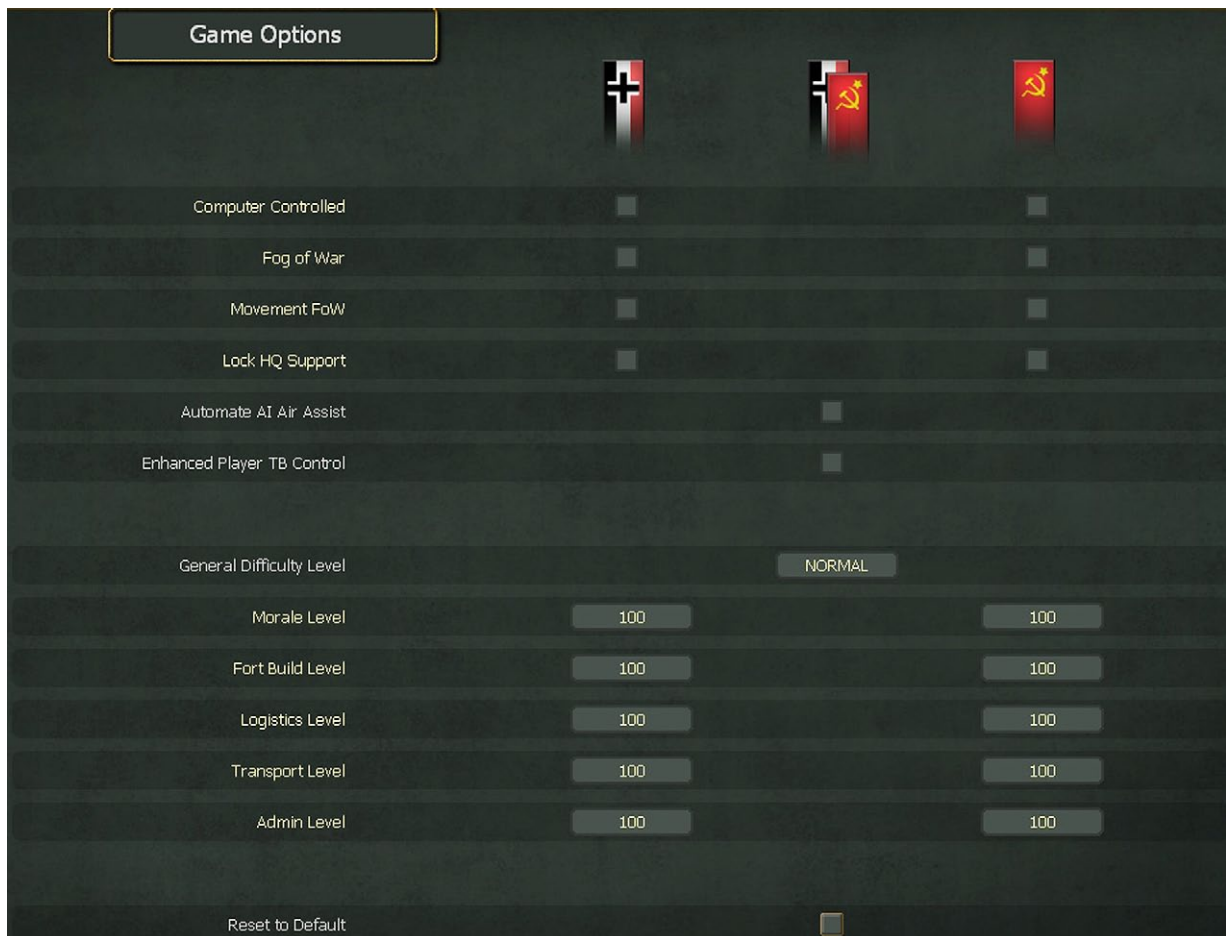 Game Options
Computer Controlled
Fog of War
Movement FoW
Lock HQ Support
Automate AI Air Assist
Enhanced Player TB Control
General Difficulty Level NORMAL
Morale Level 100 100
Fort Build Level 100 100
Logistics Level 100 100
Transport Level 100 100
Admin Level 100 100
Reset to Default